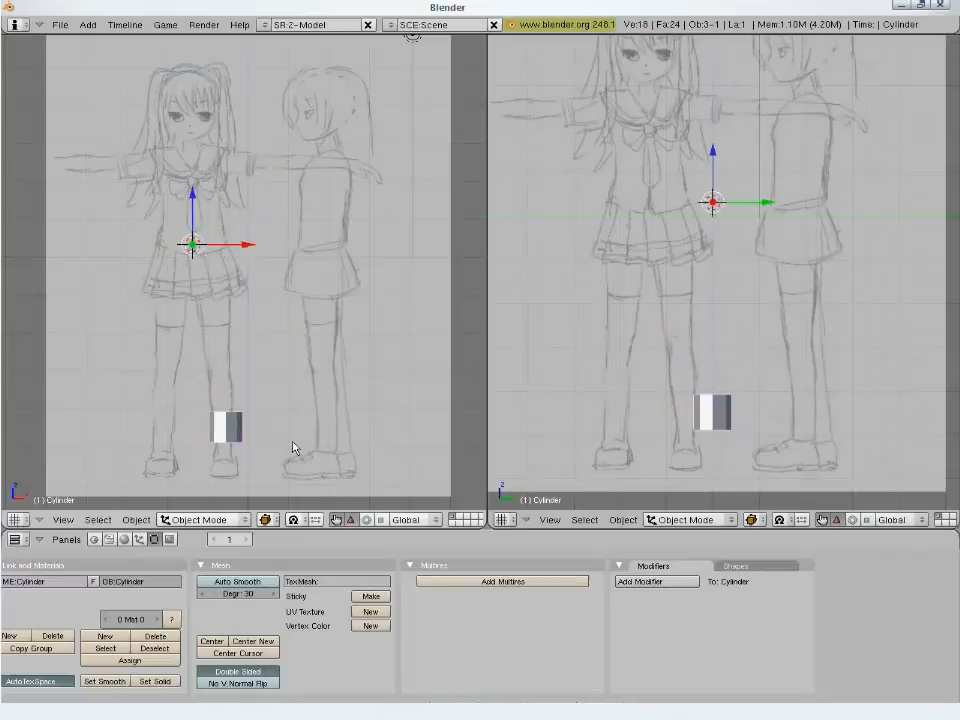 Blender
File Add Timeline Game Render Help SR:2-Model SCE:Scene www.blender.org 248.1 Ve:16 | Fa:24 | Ob:3-1 | La:1 | Mem:1.10M (4.20M) | Time: | Cylinder
(1) Cylinder (1) Cylinder
View Select Object Object Mode Global View Select Object Object Mode Global
Panels 1
Link and Materials Mesh Multires Modifiers Shapes
ME:Cylinder F OB:Cylinder Auto Smooth TexMesh: Add Multires Add Modifier To: Cylinder
Degr: 30 Sticky Make
0 Mat 0 ? UV Texture New
Vertex Color New
New Delete New Delete Center Center New
Copy Group Select Deselect Center Cursor
Assign
Double Sided
AutoTexSpace Set Smooth Set Solid No V.Normal Flip